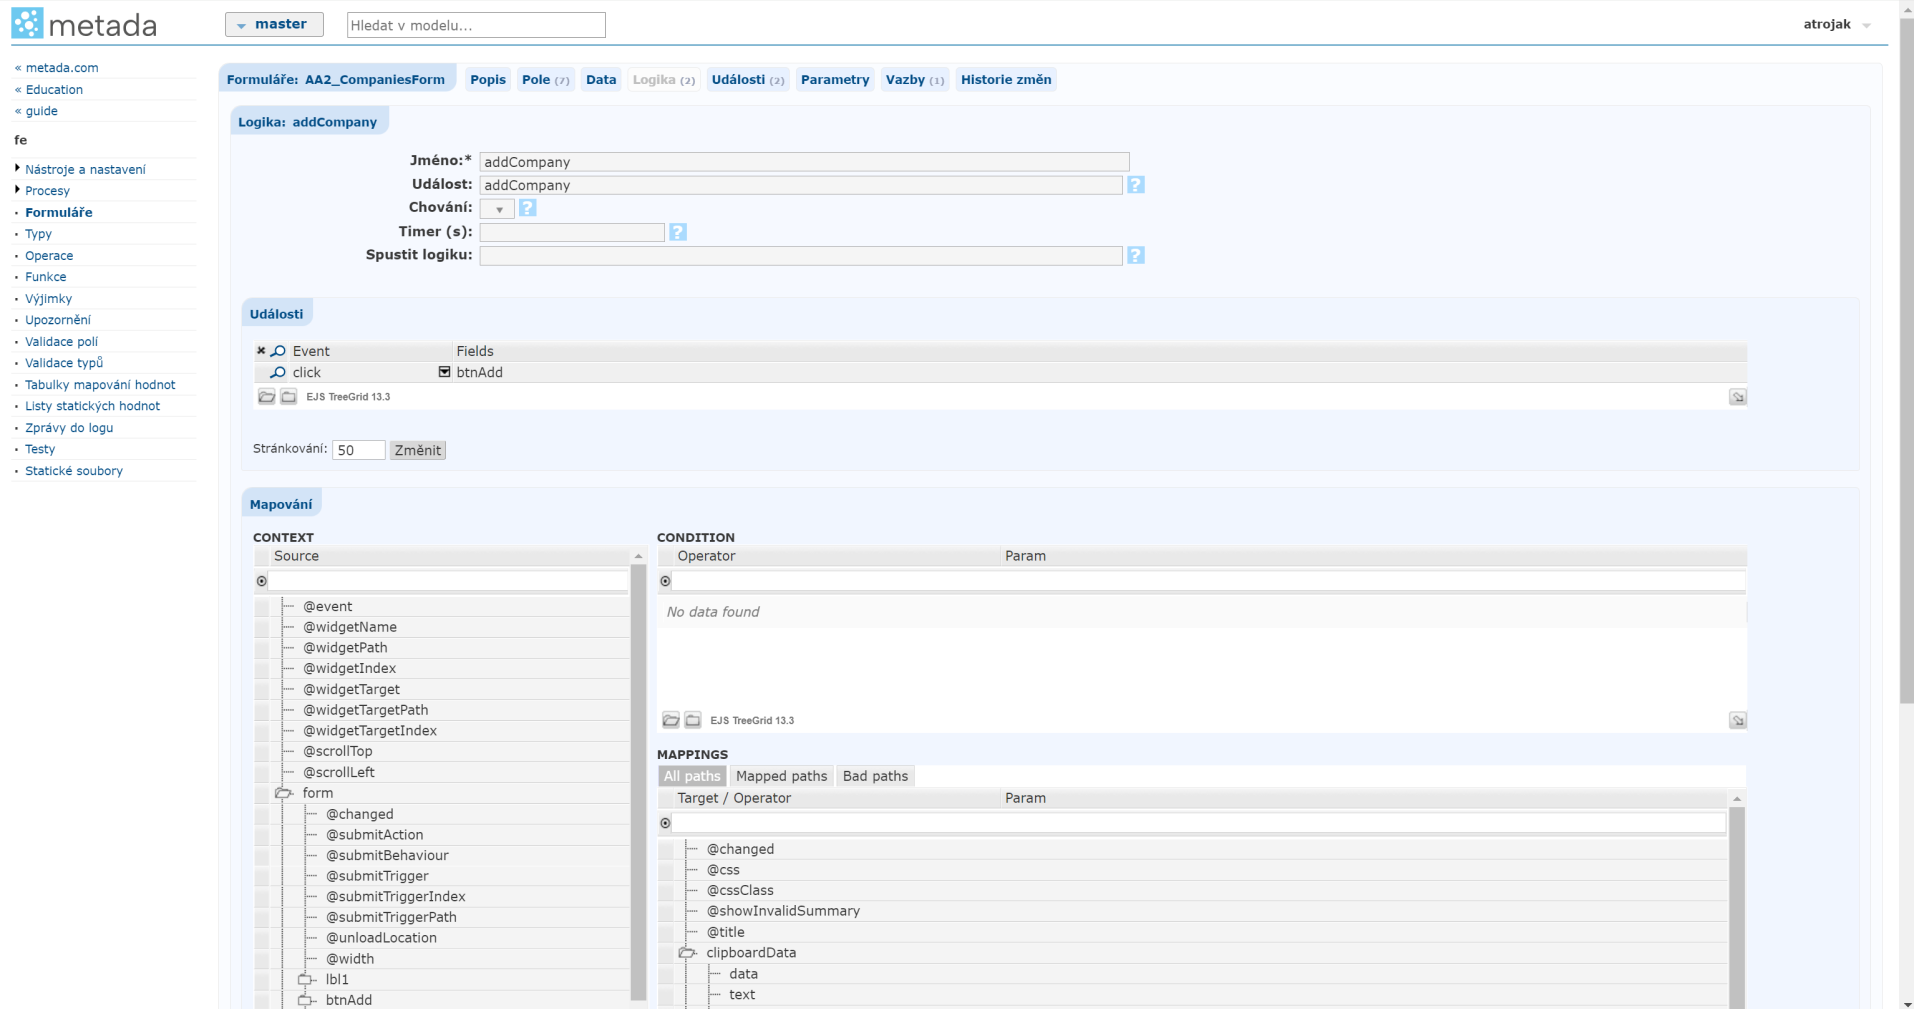 metada
master
Hledat v modelu...
atrojak
« metada.com
« Education
« guide
fe
Nástroje a nastavení
Procesy
Formuláře
Typy
Operace
Funkce
Výjimky
Upozornění
Validace polí
Validace typů
Tabulky mapování hodnot
Listy statických hodnot
Zprávy do logu
Testy
Statické soubory
Formuláře: AA2_CompaniesForm
Popis
Pole (7)
Data
Logika (2)
Události (2)
Parametry
Vazby (1)
Historie změn
Logika: addCompany
Jméno:* addCompany
Událost: addCompany ?
Chování: ?
Timer (s): ?
Spustit logiku: ?
Události
Event Fields
click btnAdd
EJS TreeGrid 13.3
Stránkování: 50 Změnit
Mapování
CONTEXT
Source
@event
@widgetName
@widgetPath
@widgetIndex
@widgetTarget
@widgetTargetPath
@widgetTargetIndex
@scrollTop
@scrollLeft
form
@changed
@submitAction
@submitBehaviour
@submitTrigger
@submitTriggerIndex
@submitTriggerPath
@unloadLocation
@width
lbl1
btnAdd
CONDITION
Operator Param
No data found
EJS TreeGrid 13.3
MAPPINGS
All paths Mapped paths Bad paths
Target / Operator Param
@changed
@css
@cssClass
@showInvalidSummary
@title
clipboardData
data
text